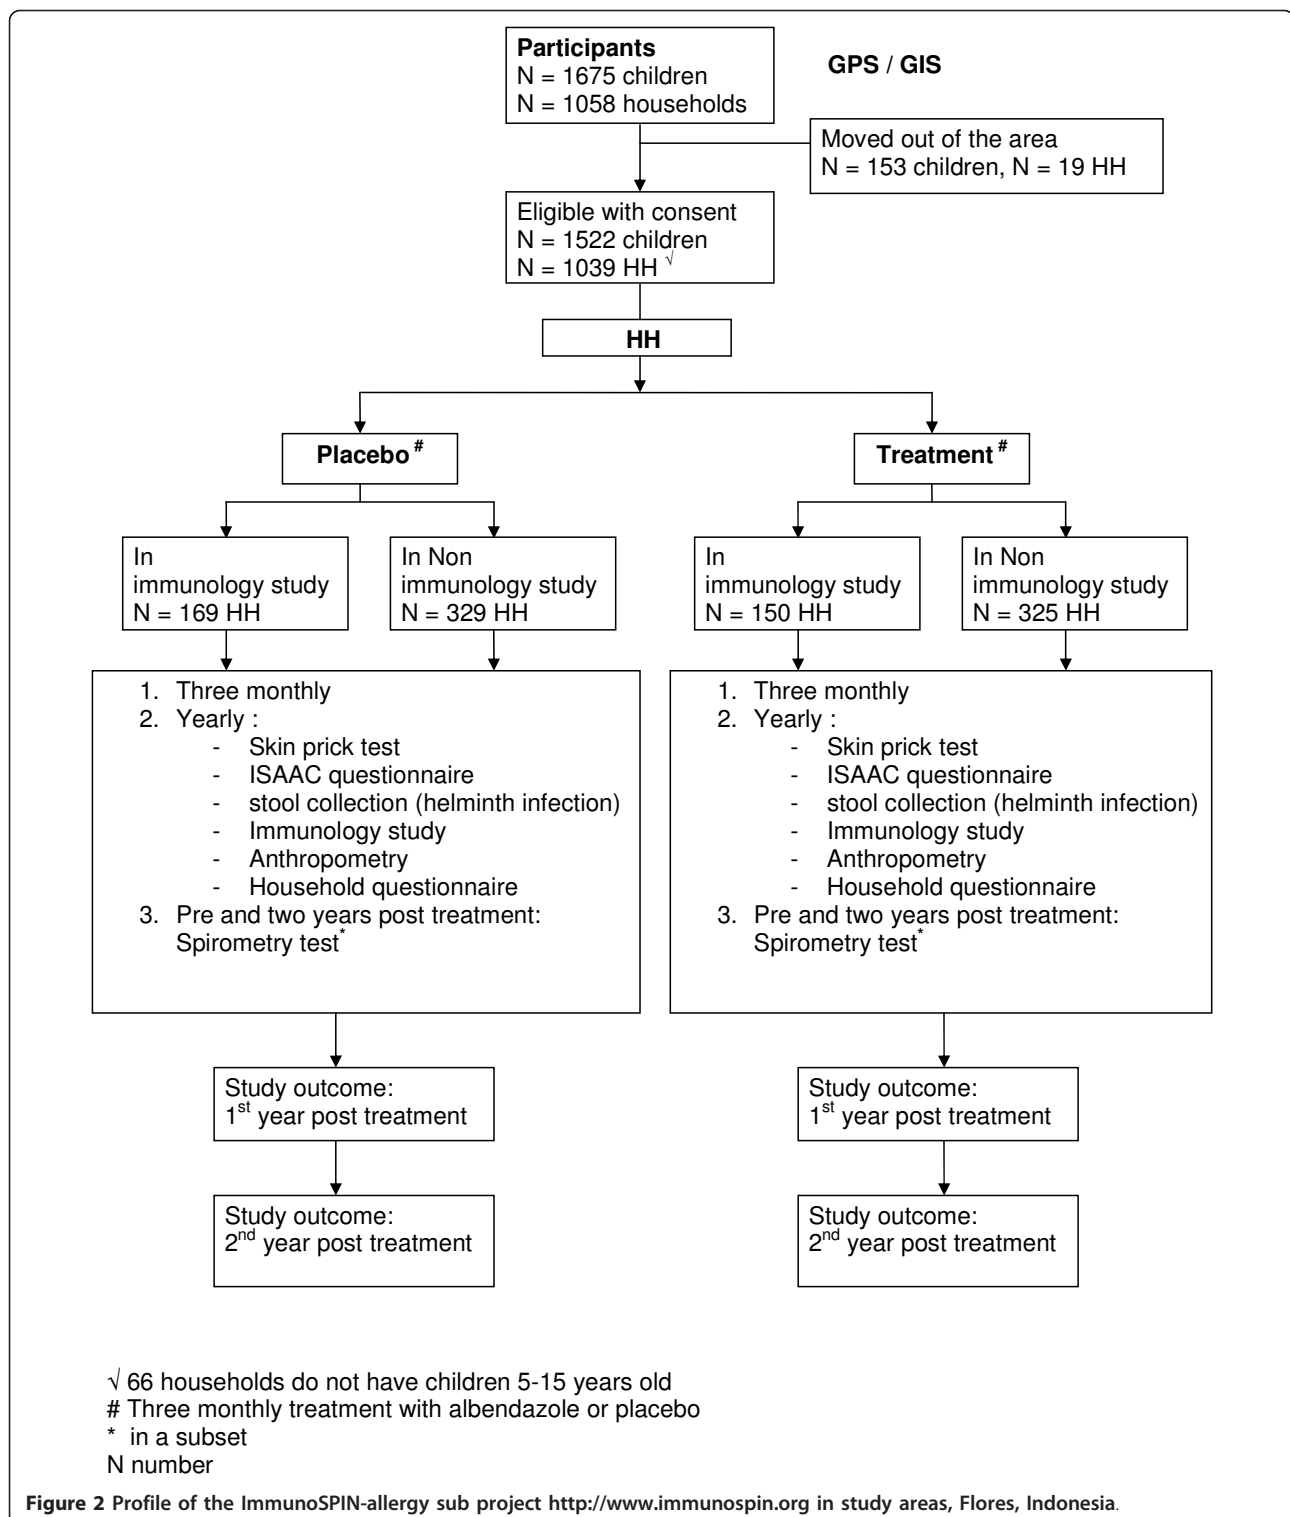 Participants
N = 1675 children
N = 1058 households
GPS / GIS
Moved out of the area
N = 153 children, N = 19 HH
Eligible with consent
N = 1522 children
N = 1039 HH √
HH
Placebo #
Treatment #
In
immunology study
N = 169 HH
In Non
immunology study
N = 329 HH
In
immunology study
N = 150 HH
In Non
immunology study
N = 325 HH
1. Three monthly
2. Yearly :
- Skin prick test
- ISAAC questionnaire
- stool collection (helminth infection)
- Immunology study
- Anthropometry
- Household questionnaire
3. Pre and two years post treatment:
Spirometry test*
1. Three monthly
2. Yearly :
- Skin prick test
- ISAAC questionnaire
- stool collection (helminth infection)
- Immunology study
- Anthropometry
- Household questionnaire
3. Pre and two years post treatment:
Spirometry test*
Study outcome:
1st year post treatment
Study outcome:
1st year post treatment
Study outcome:
2nd year post treatment
Study outcome:
2nd year post treatment
√ 66 households do not have children 5-15 years old
# Three monthly treatment with albendazole or placebo
* in a subset
N number
Figure 2 Profile of the ImmunoSPIN-allergy sub project http://www.immunospin.org in study areas, Flores, Indonesia.